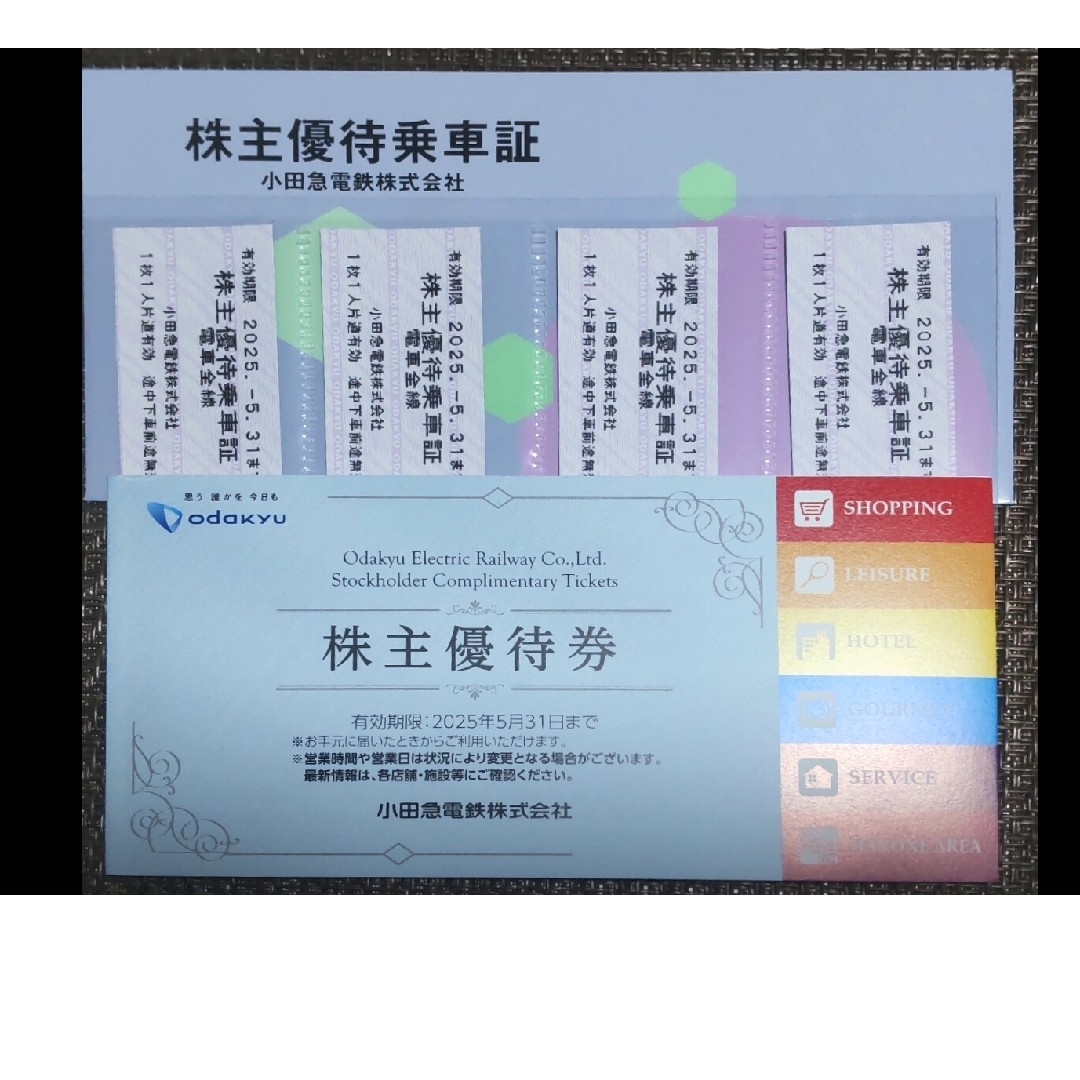 株主優待乗車証
小田急電鉄株式会社
有効期限 2025.-5.31ま
株主優待乗車証
電車全線
小田急電鉄株式会社
1枚1人片道有効 途中下車前途無
有効期限 2025.-5.31ま
株主優待乗車証
電車全線
小田急電鉄株式会社
1枚1人片道有効 途中下車前途無
有効期限 2025.-5.31ま
株主優待乗車証
電車全線
小田急電鉄株式会社
1枚1人片道有効 途中下車前途無
有効期限 2025.-5.31まで
株主優待乗車証
電車全線
小田急電鉄株式会社
1枚1人片道有効 途中下車前途無
思う 誰かを 今日も
odakyu
Odakyu Electric Railway Co.,Ltd.
Stockholder Complimentary Tickets
株主優待券
有効期限:2025年5月31日まで
※お手元に届いたときからご利用いただけます。
※営業時間や営業日は状況により変更となる場合がございます。
最新情報は、各店舗・施設等にご確認ください。
小田急電鉄株式会社
SHOPPING
LEISURE
HOTEL
GOURMET
SERVICE
HAKONE AREA